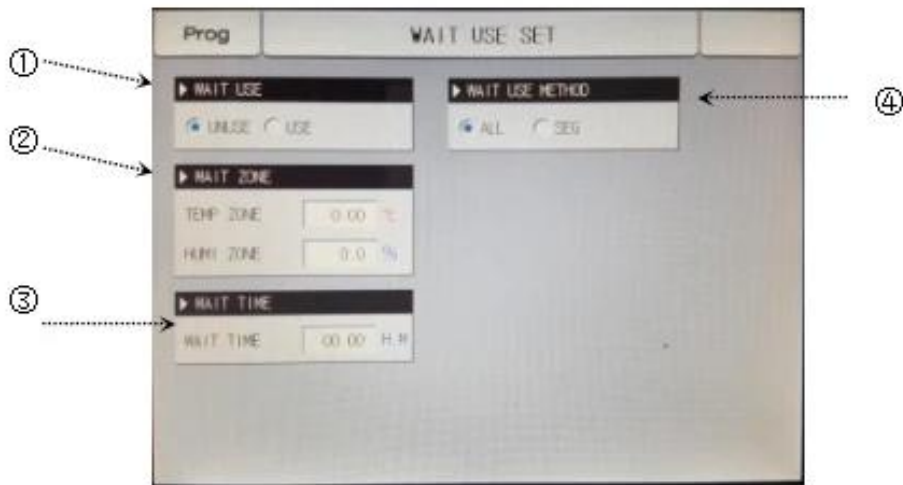 Prog WAIT USE SET
① ▶ WAIT USE
UNUSE USE
② ▶ WAIT ZONE
TEMP ZONE 0.00 ℃
HUMI ZONE 0.0 %
③ ▶ WAIT TIME
WAIT TIME 00.00 H.M
▶ WAIT USE METHOD ④
ALL SEG